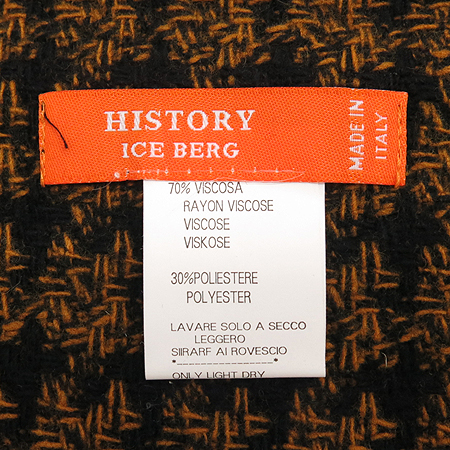 HISTORY
ICE BERG
MADE IN
ITALY
70% VISCOSA
RAYON VISCOSE
VISCOSE
VISKOSE
30%POLIESTERE
POLYESTER
LAVARE SOLO A SECCO
LEGGERO
SIIRARF AI ROVESCIO
*--------------------*
ONLY LIGHT DRY